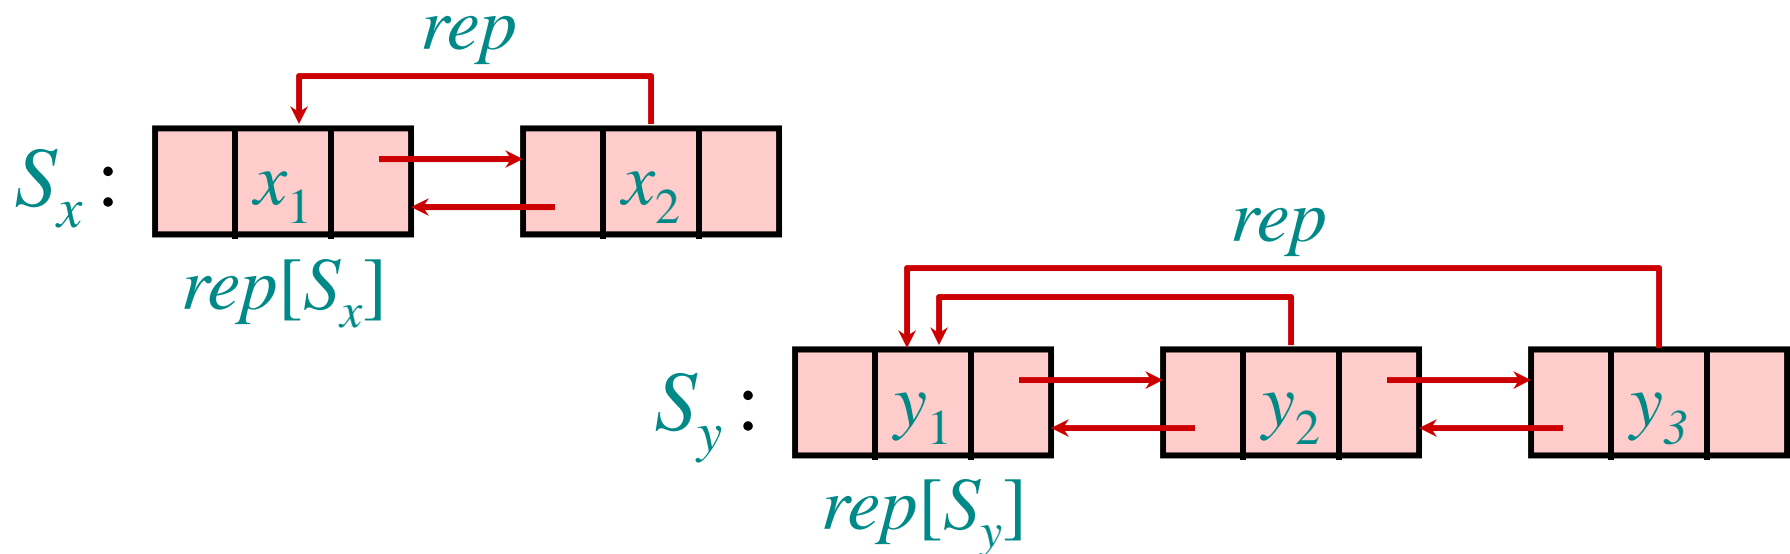 rep
Sx : x1 x2
rep[Sx]
rep
Sy : y1 y2 y3
rep[Sy]